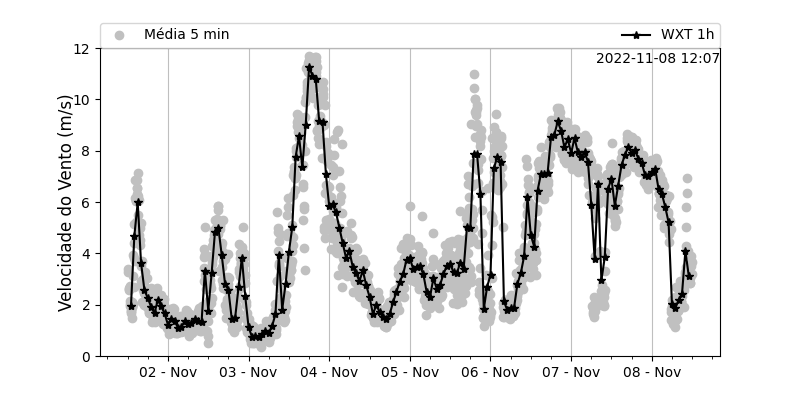 Média 5 min
WXT 1h
2022-11-08 12:07
Velocidade do Vento (m/s)
12
10
8
6
4
2
0
02 - Nov
03 - Nov
04 - Nov
05 - Nov
06 - Nov
07 - Nov
08 - Nov